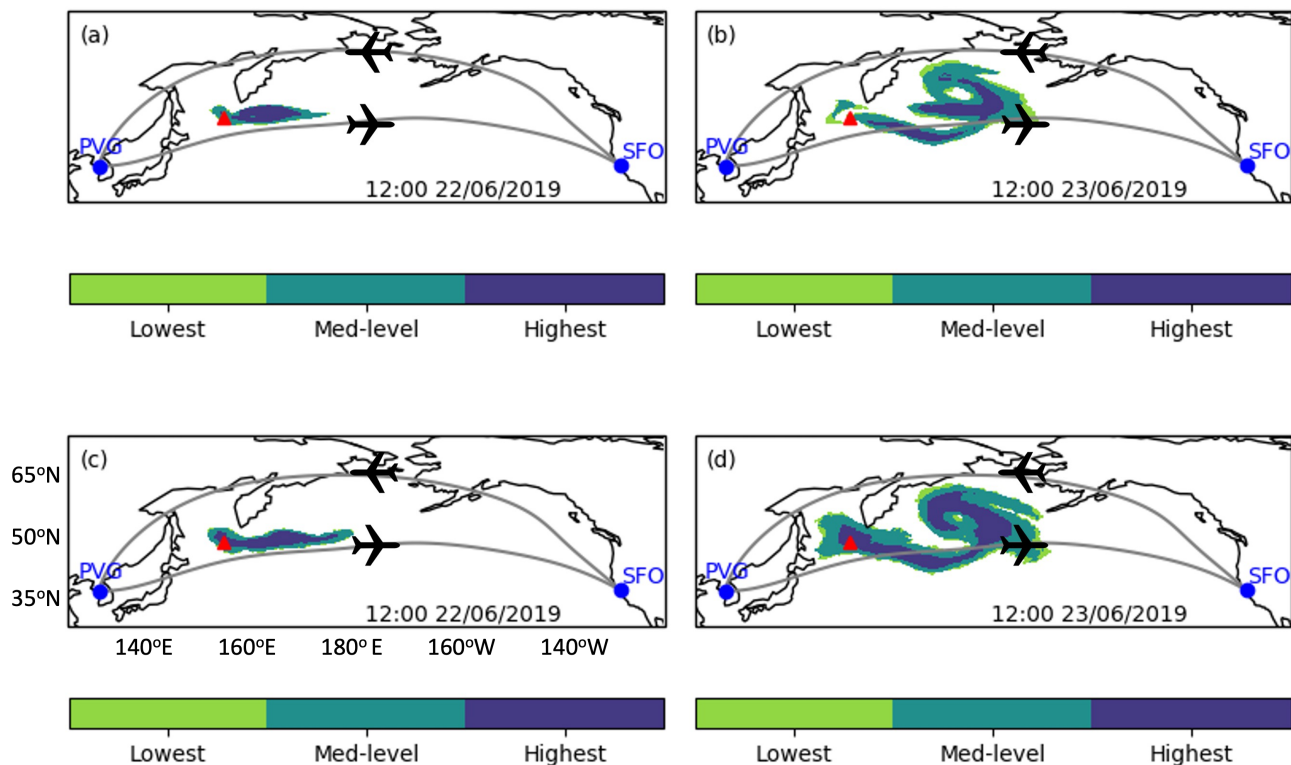 (a)
PVG
SFO
12:00 22/06/2019
(b)
PVG
SFO
12:00 23/06/2019
Lowest Med-level Highest
Lowest Med-level Highest
(c)
65ºN
50ºN
35ºN
PVG
SFO
12:00 22/06/2019
140ºE 160ºE 180ºE 160ºW 140ºW
(d)
PVG
SFO
12:00 23/06/2019
Lowest Med-level Highest
Lowest Med-level Highest